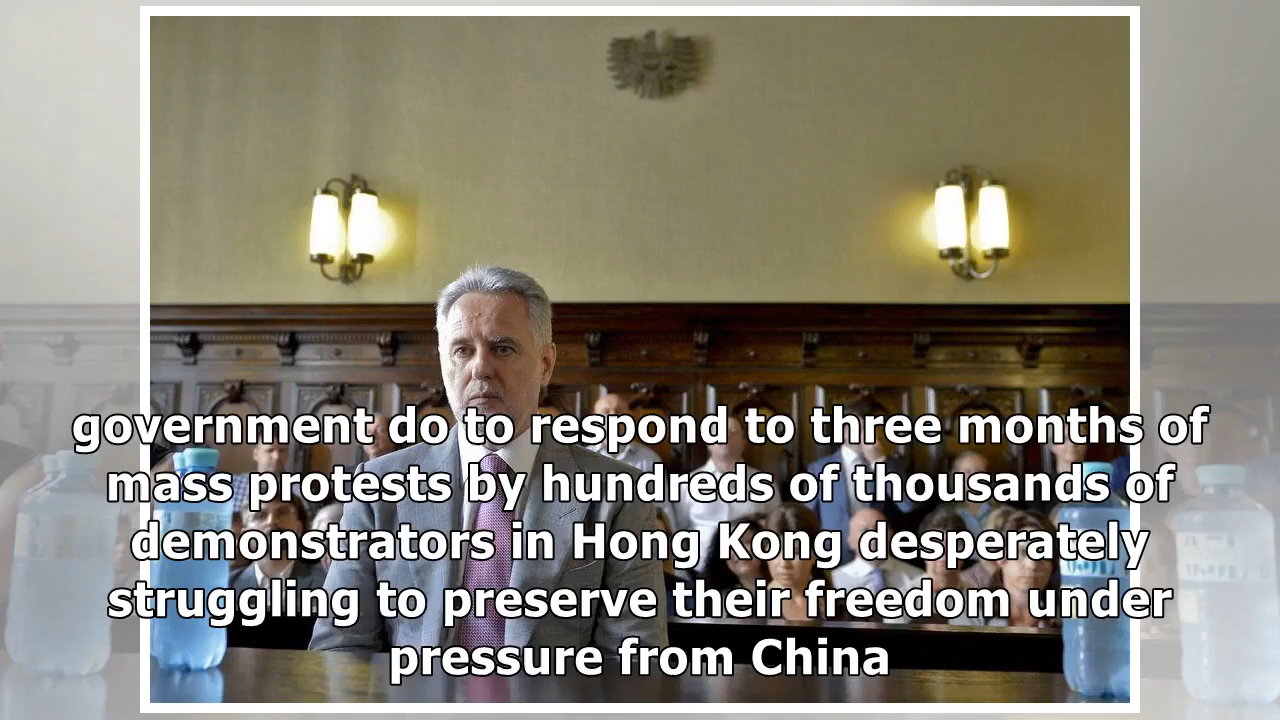 government do to respond to three months of
mass protests by hundreds of thousands of
demonstrators in Hong Kong desperately
struggling to preserve their freedom under
pressure from China